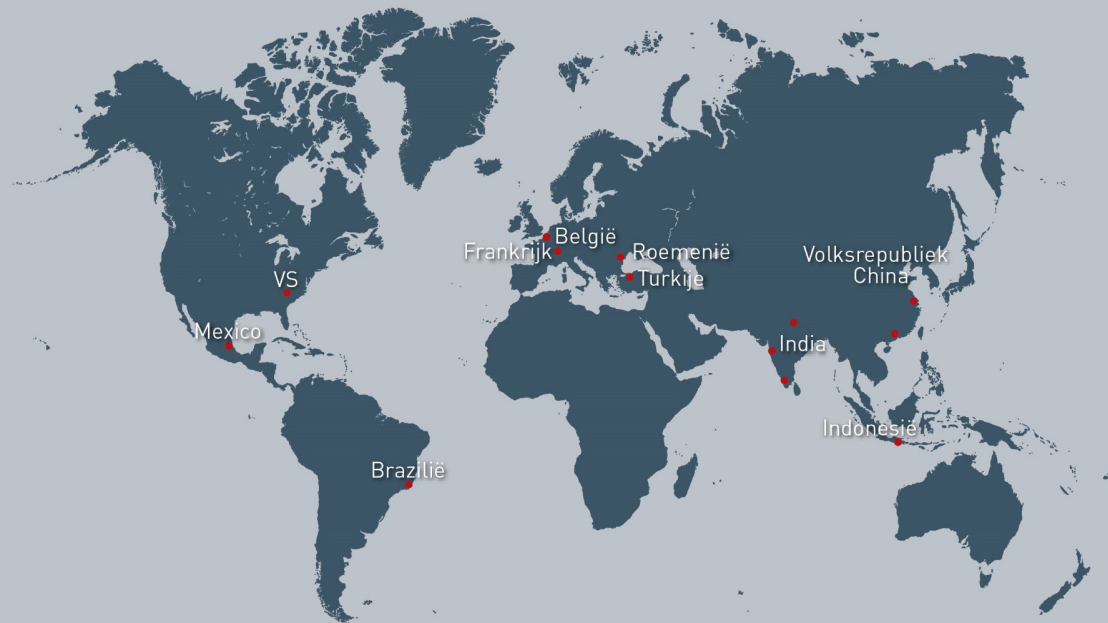 België
Frankrijk
Roemenië
Volksrepubliek
China
VS
Turkije
Mexico
India
Indonesië
Brazilië